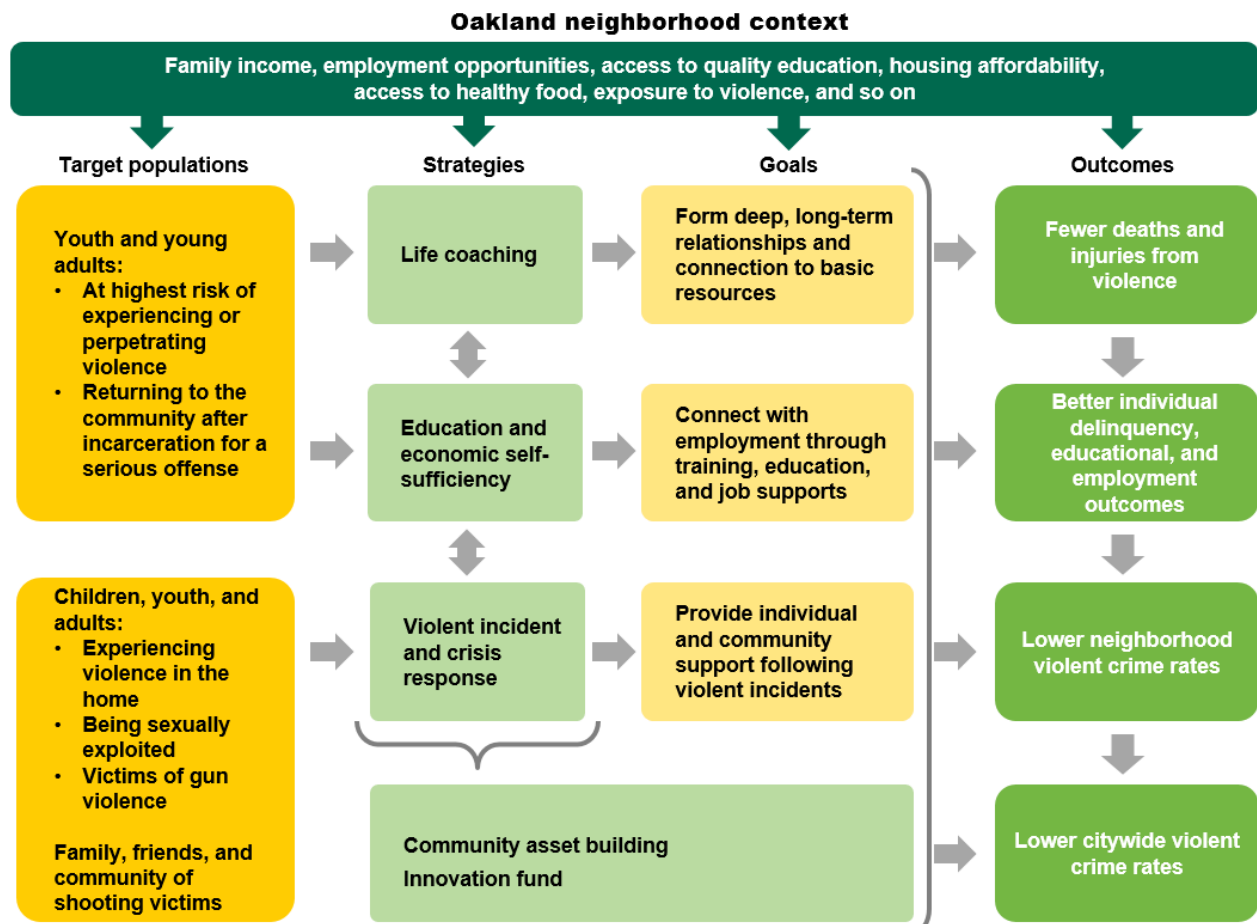 Oakland neighborhood context
Family income, employment opportunities, access to quality education, housing affordability,
access to healthy food, exposure to violence, and so on
Target populations
Strategies
Goals
Outcomes
Youth and young
adults:
• At highest risk of
experiencing or
perpetrating
violence
• Returning to the
community after
incarceration for a
serious offense
Life coaching
Form deep, long-term
relationships and
connection to basic
resources
Fewer deaths and
injuries from
violence
Education and
economic self-
sufficiency
Connect with
employment through
training, education,
and job supports
Better individual
delinquency,
educational, and
employment
outcomes
Children, youth, and
adults:
• Experiencing
violence in the
home
• Being sexually
exploited
• Victims of gun
violence
Family, friends, and
community of
shooting victims
Violent incident
and crisis
response
Provide individual
and community
support following
violent incidents
Lower neighborhood
violent crime rates
Community asset building
Innovation fund
Lower citywide violent
crime rates